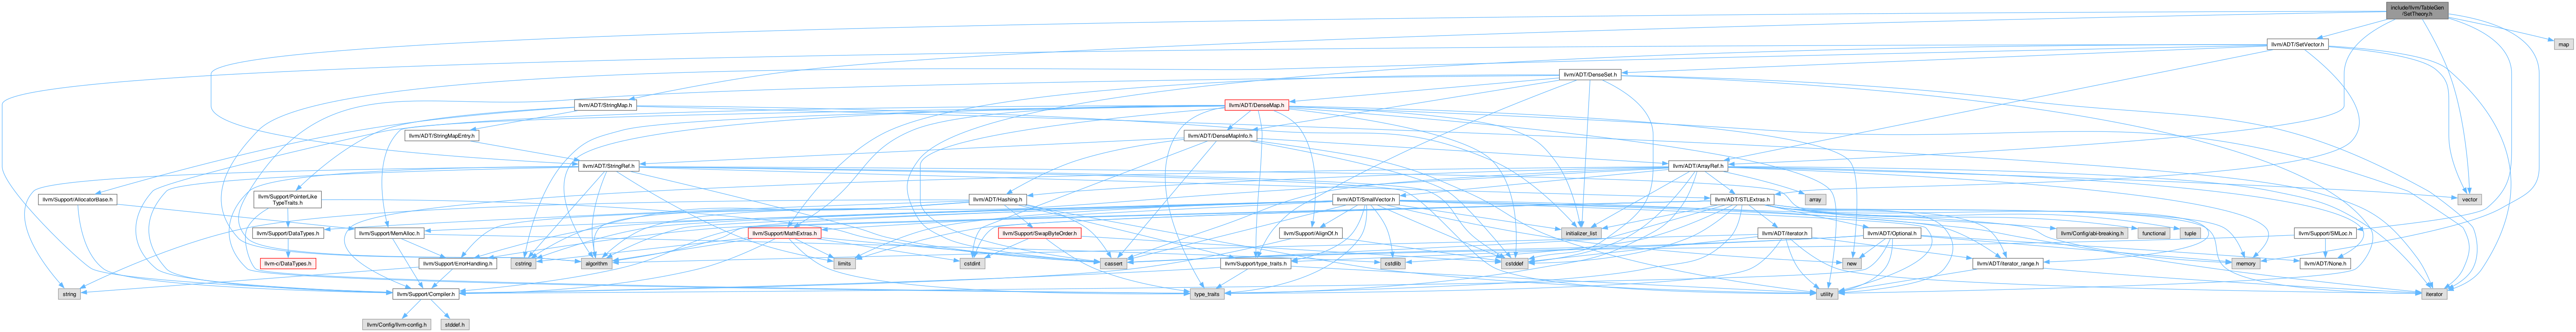 include/llvm/TableGen
/SetTheory.h
llvm/ADT/SetVector.h
map
llvm/ADT/DenseSet.h
llvm/ADT/StringMap.h
llvm/ADT/DenseMap.h
llvm/ADT/StringMapEntry.h
llvm/ADT/DenseMapInfo.h
llvm/ADT/StringRef.h
llvm/ADT/ArrayRef.h
llvm/Support/AllocatorBase.h
llvm/Support/PointerLike
TypeTraits.h
llvm/ADT/Hashing.h
llvm/ADT/SmallVector.h
llvm/ADT/STLExtras.h
array
vector
llvm/Support/DataTypes.h
llvm/Support/MemAlloc.h
llvm/Support/MathExtras.h
llvm/Support/SwapByteOrder.h
llvm/Support/AlignOf.h
initializer_list
llvm/ADT/iterator.h
llvm/ADT/Optional.h
llvm/Config/abi-breaking.h
functional
tuple
llvm/Support/SMLoc.h
llvm-c/DataTypes.h
llvm/Support/ErrorHandling.h
cstring
algorithm
limits
cstdint
cassert
llvm/Support/type_traits.h
cstdlib
cstddef
new
llvm/ADT/iterator_range.h
memory
llvm/ADT/None.h
string
llvm/Support/Compiler.h
type_traits
utility
iterator
llvm/Config/llvm-config.h
stddef.h